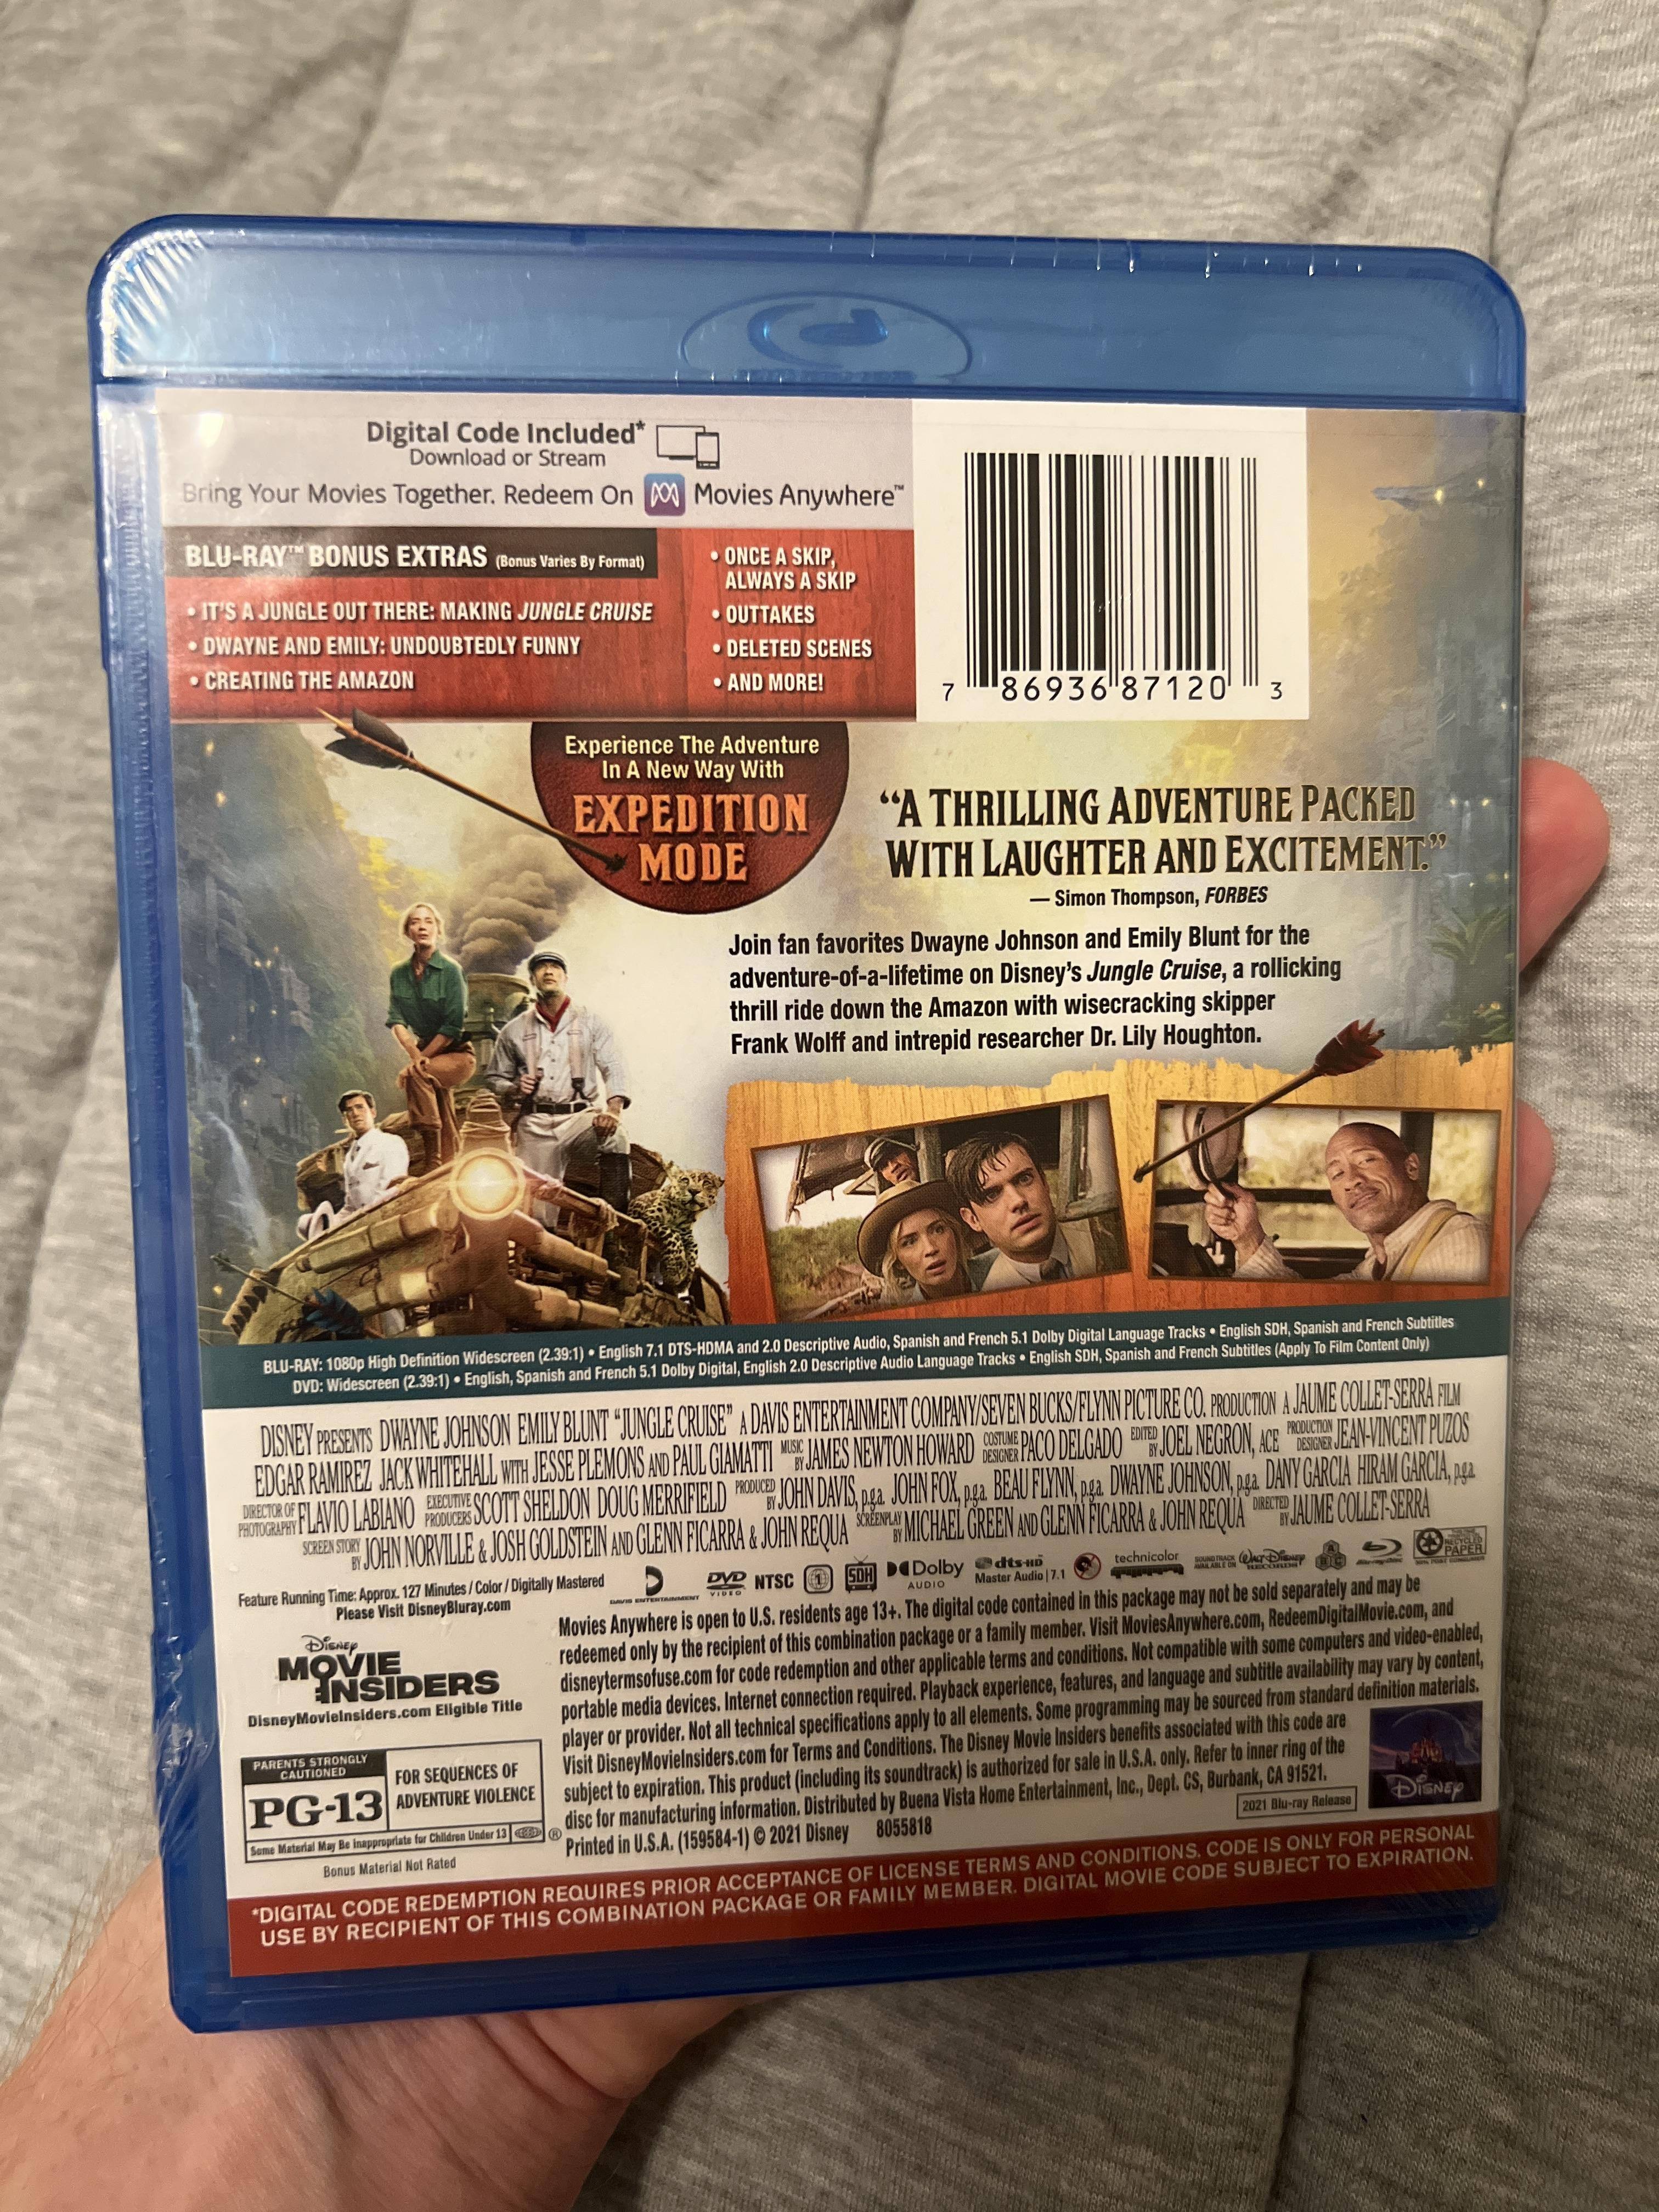 Digital Code Included*
Download or Stream
Bring Your Movies Together. Redeem On Movies Anywhere™
BLU-RAY™ BONUS EXTRAS (Bonus Varies By Format)
• IT'S A JUNGLE OUT THERE: MAKING JUNGLE CRUISE
• DWAYNE AND EMILY: UNDOUBTEDLY FUNNY
• CREATING THE AMAZON
• ONCE A SKIP,
ALWAYS A SKIP
• OUTTAKES
• DELETED SCENES
• AND MORE!
7 86936 87120 3
Experience The Adventure
In A New Way With
EXPEDITION
MODE
“A THRILLING ADVENTURE PACKED
WITH LAUGHTER AND EXCITEMENT.”
— Simon Thompson, FORBES
Join fan favorites Dwayne Johnson and Emily Blunt for the
adventure-of-a-lifetime on Disney's Jungle Cruise, a rollicking
thrill ride down the Amazon with wisecracking skipper
Frank Wolff and intrepid researcher Dr. Lily Houghton.
BLU-RAY: 1080p High Definition Widescreen (2.39:1) • English 7.1 DTS-HDMA and 2.0 Descriptive Audio, Spanish and French 5.1 Dolby Digital Language Tracks • English SDH, Spanish and French Subtitles
DVD: Widescreen (2.39:1) • English, Spanish and French 5.1 Dolby Digital, English 2.0 Descriptive Audio Language Tracks • English SDH, Spanish and French Subtitles (Apply To Film Content Only)
DISNEY PRESENTS DWAYNE JOHNSON EMILY BLUNT “JUNGLE CRUISE” A DAVIS ENTERTAINMENT COMPANY/SEVEN BUCKS/FLYNN PICTURE CO. PRODUCTION A JAUME COLLET-SERRA FILM
EDGAR RAMIREZ JACK WHITEHALL WITH JESSE PLEMONS AND PAUL GIAMATTI MUSIC BY JAMES NEWTON HOWARD COSTUME DESIGNER PACO DELGADO EDITED BY JOEL NEGRON, ACE PRODUCTION DESIGNER JEAN-VINCENT PUZOS
DIRECTOR OF PHOTOGRAPHY FLAVIO LABIANO EXECUTIVE PRODUCERS SCOTT SHELDON DOUG MERRIFIELD PRODUCED BY JOHN DAVIS, p.g.a. JOHN FOX, p.g.a. BEAU FLYNN, p.g.a. DWAYNE JOHNSON, p.g.a. DANY GARCIA HIRAM GARCIA, p.g.a.
SCREEN STORY BY JOHN NORVILLE & JOSH GOLDSTEIN AND GLENN FICARRA & JOHN REQUA SCREENPLAY BY MICHAEL GREEN AND GLENN FICARRA & JOHN REQUA DIRECTED BY JAUME COLLET-SERRA
Feature Running Time: Approx. 127 Minutes / Color / Digitally Mastered
Please Visit DisneyBluray.com
DAVIS ENTERTAINMENT
DVD VIDEO NTSC 1 SDH Dolby AUDIO dts-HD Master Audio | 7.1 technicolor SOUNDTRACK AVAILABLE ON WALT DISNEY RECORDS Blu-ray Disc RECYCLED PAPER
Disney
MOVIE
INSIDERS
DisneyMovieInsiders.com Eligible Title
PARENTS STRONGLY CAUTIONED
PG-13
FOR SEQUENCES OF
ADVENTURE VIOLENCE
Some Material May Be Inappropriate for Children Under 13 ®
Bonus Material Not Rated
Movies Anywhere is open to U.S. residents age 13+. The digital code contained in this package may not be sold separately and may be
redeemed only by the recipient of this combination package or a family member. Visit MoviesAnywhere.com, RedeemDigitalMovie.com, and
disneytermsofuse.com for code redemption and other applicable terms and conditions. Not compatible with some computers and video-enabled,
portable media devices. Internet connection required. Playback experience, features, and language and subtitle availability may vary by content,
player or provider. Not all technical specifications apply to all elements. Some programming may be sourced from standard definition materials.
Visit DisneyMovieInsiders.com for Terms and Conditions. The Disney Movie Insiders benefits associated with this code are
subject to expiration. This product (including its soundtrack) is authorized for sale in U.S.A. only. Refer to inner ring of the
disc for manufacturing information. Distributed by Buena Vista Home Entertainment, Inc., Dept. CS, Burbank, CA 91521.
Printed in U.S.A. (159584-1) © 2021 Disney 8055818
2021 Blu-ray Release
Disney
*DIGITAL CODE REDEMPTION REQUIRES PRIOR ACCEPTANCE OF LICENSE TERMS AND CONDITIONS. CODE IS ONLY FOR PERSONAL
USE BY RECIPIENT OF THIS COMBINATION PACKAGE OR FAMILY MEMBER. DIGITAL MOVIE CODE SUBJECT TO EXPIRATION.